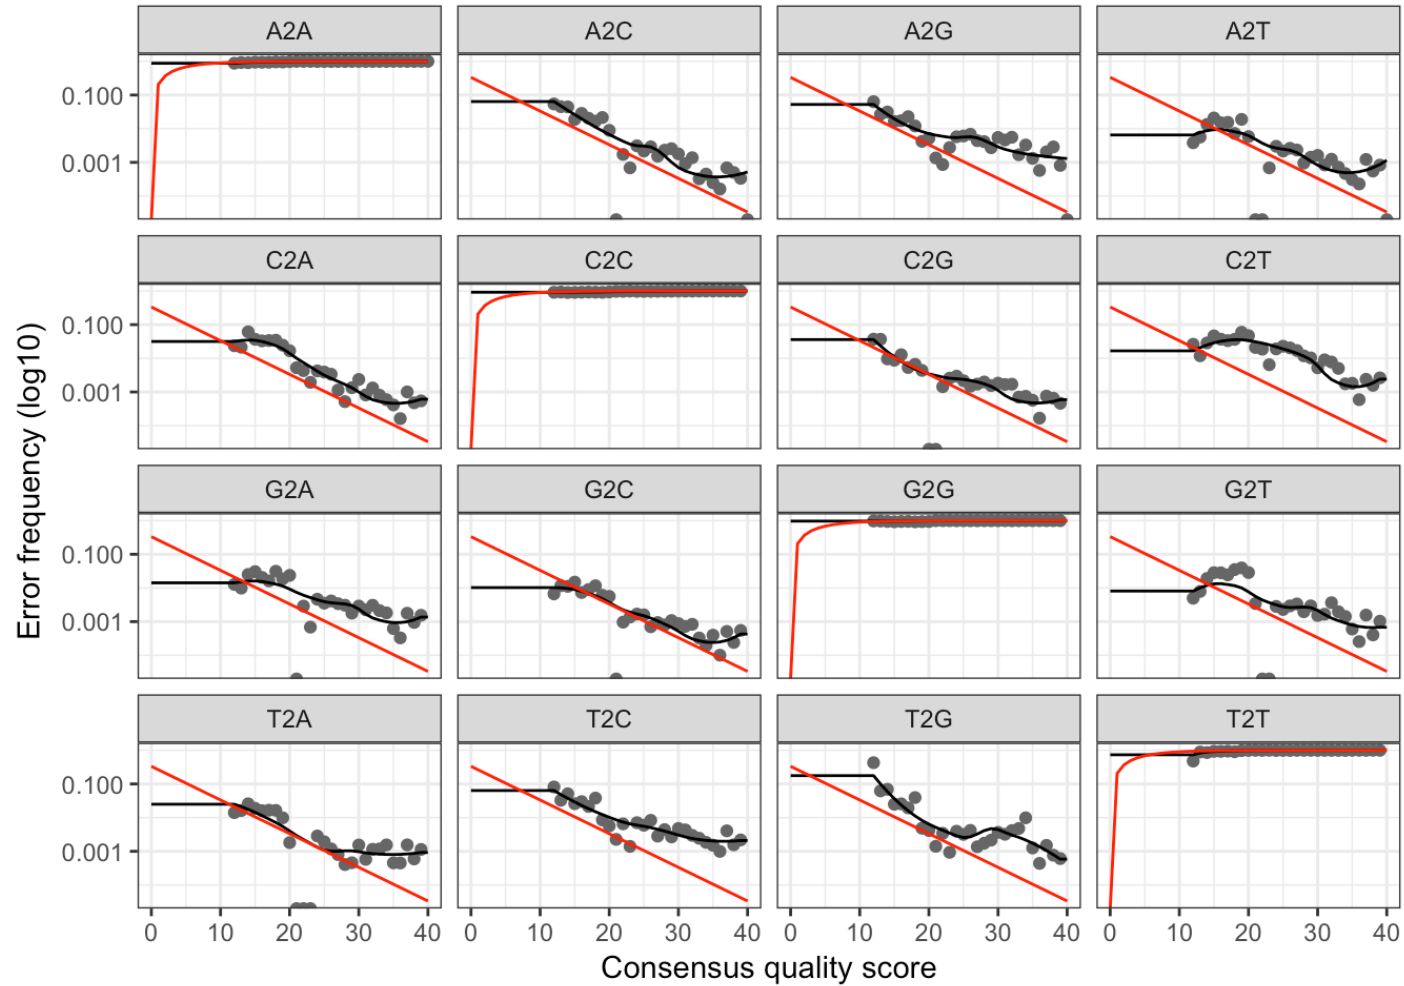 A2A A2C A2G A2T
0.100
0.001
C2A C2C C2G C2T
0.100
0.001
G2A G2C G2G G2T
0.100
0.001
T2A T2C T2G T2T
0.100
0.001
0 10 20 30 40 0 10 20 30 40 0 10 20 30 40 0 10 20 30 40
Consensus quality score
Error frequency (log10)